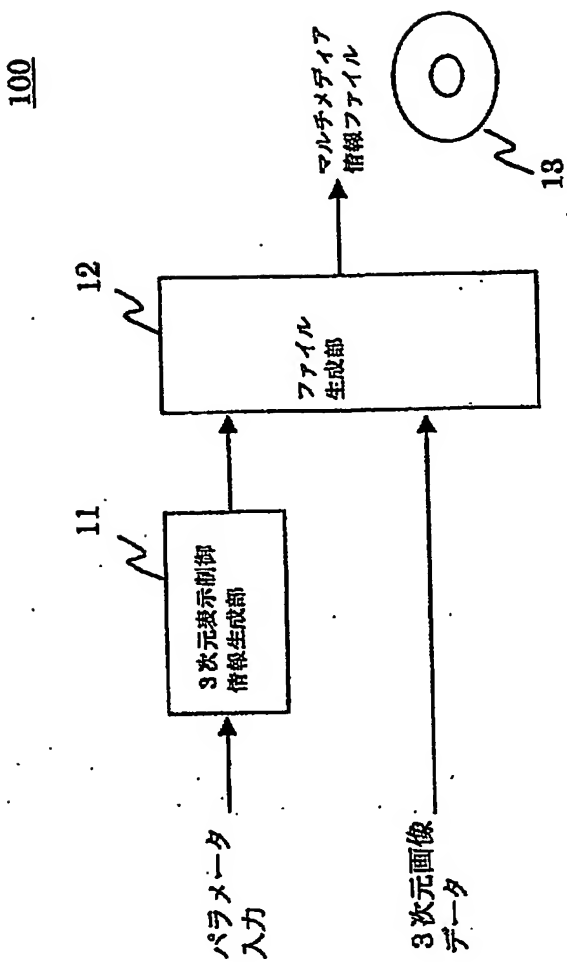 100
パラメータ
入力
11
3次元表示制御
情報生成部
12
ファイル
生成部
マルチメディア
情報ファイル
13
3次元画像
データ